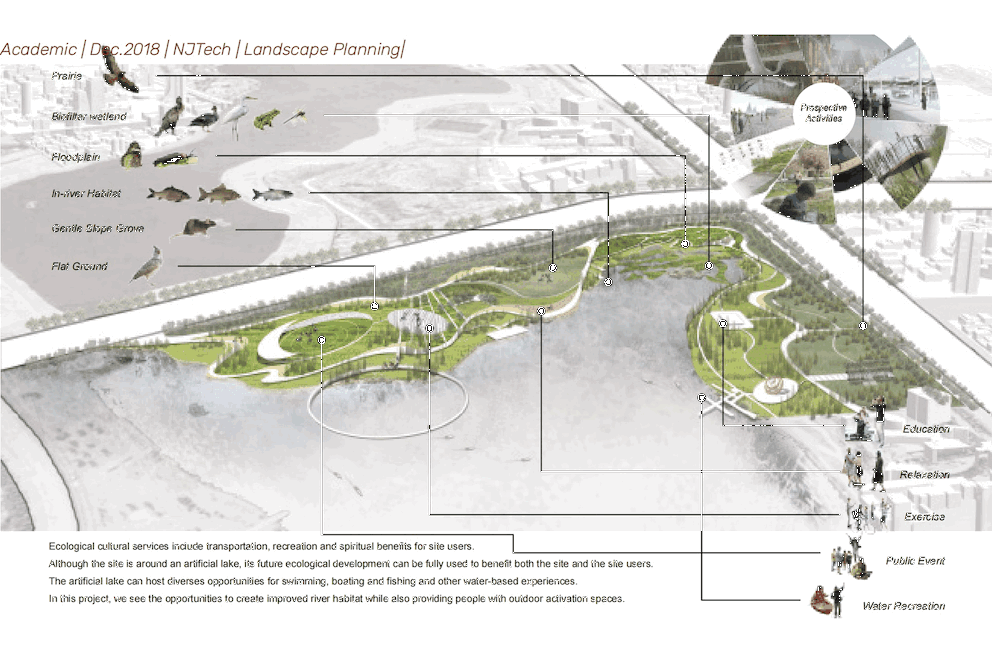 Academic | Dec.2018 | NJTech | Landscape Planning|
Prairie
Biofilter wetlend
Floodplain
In-river Habitat
Gentle Slope Grove
Flat Ground
Prospective
Activities
Education
Relaxation
Exercise
Public Event
Water Recreation
Ecological cultural services include transportation, recreation and spiritual benefits for site users.
Although the site is around an artificial lake, its future ecological development can be fully used to benefit both the site and the site users.
The artificial lake can host diverses opportunities for swimming, boating and fishing and other water-based experiences.
In this project, we see the opportunities to create improved river habitat while also providing people with outdoor activation spaces.